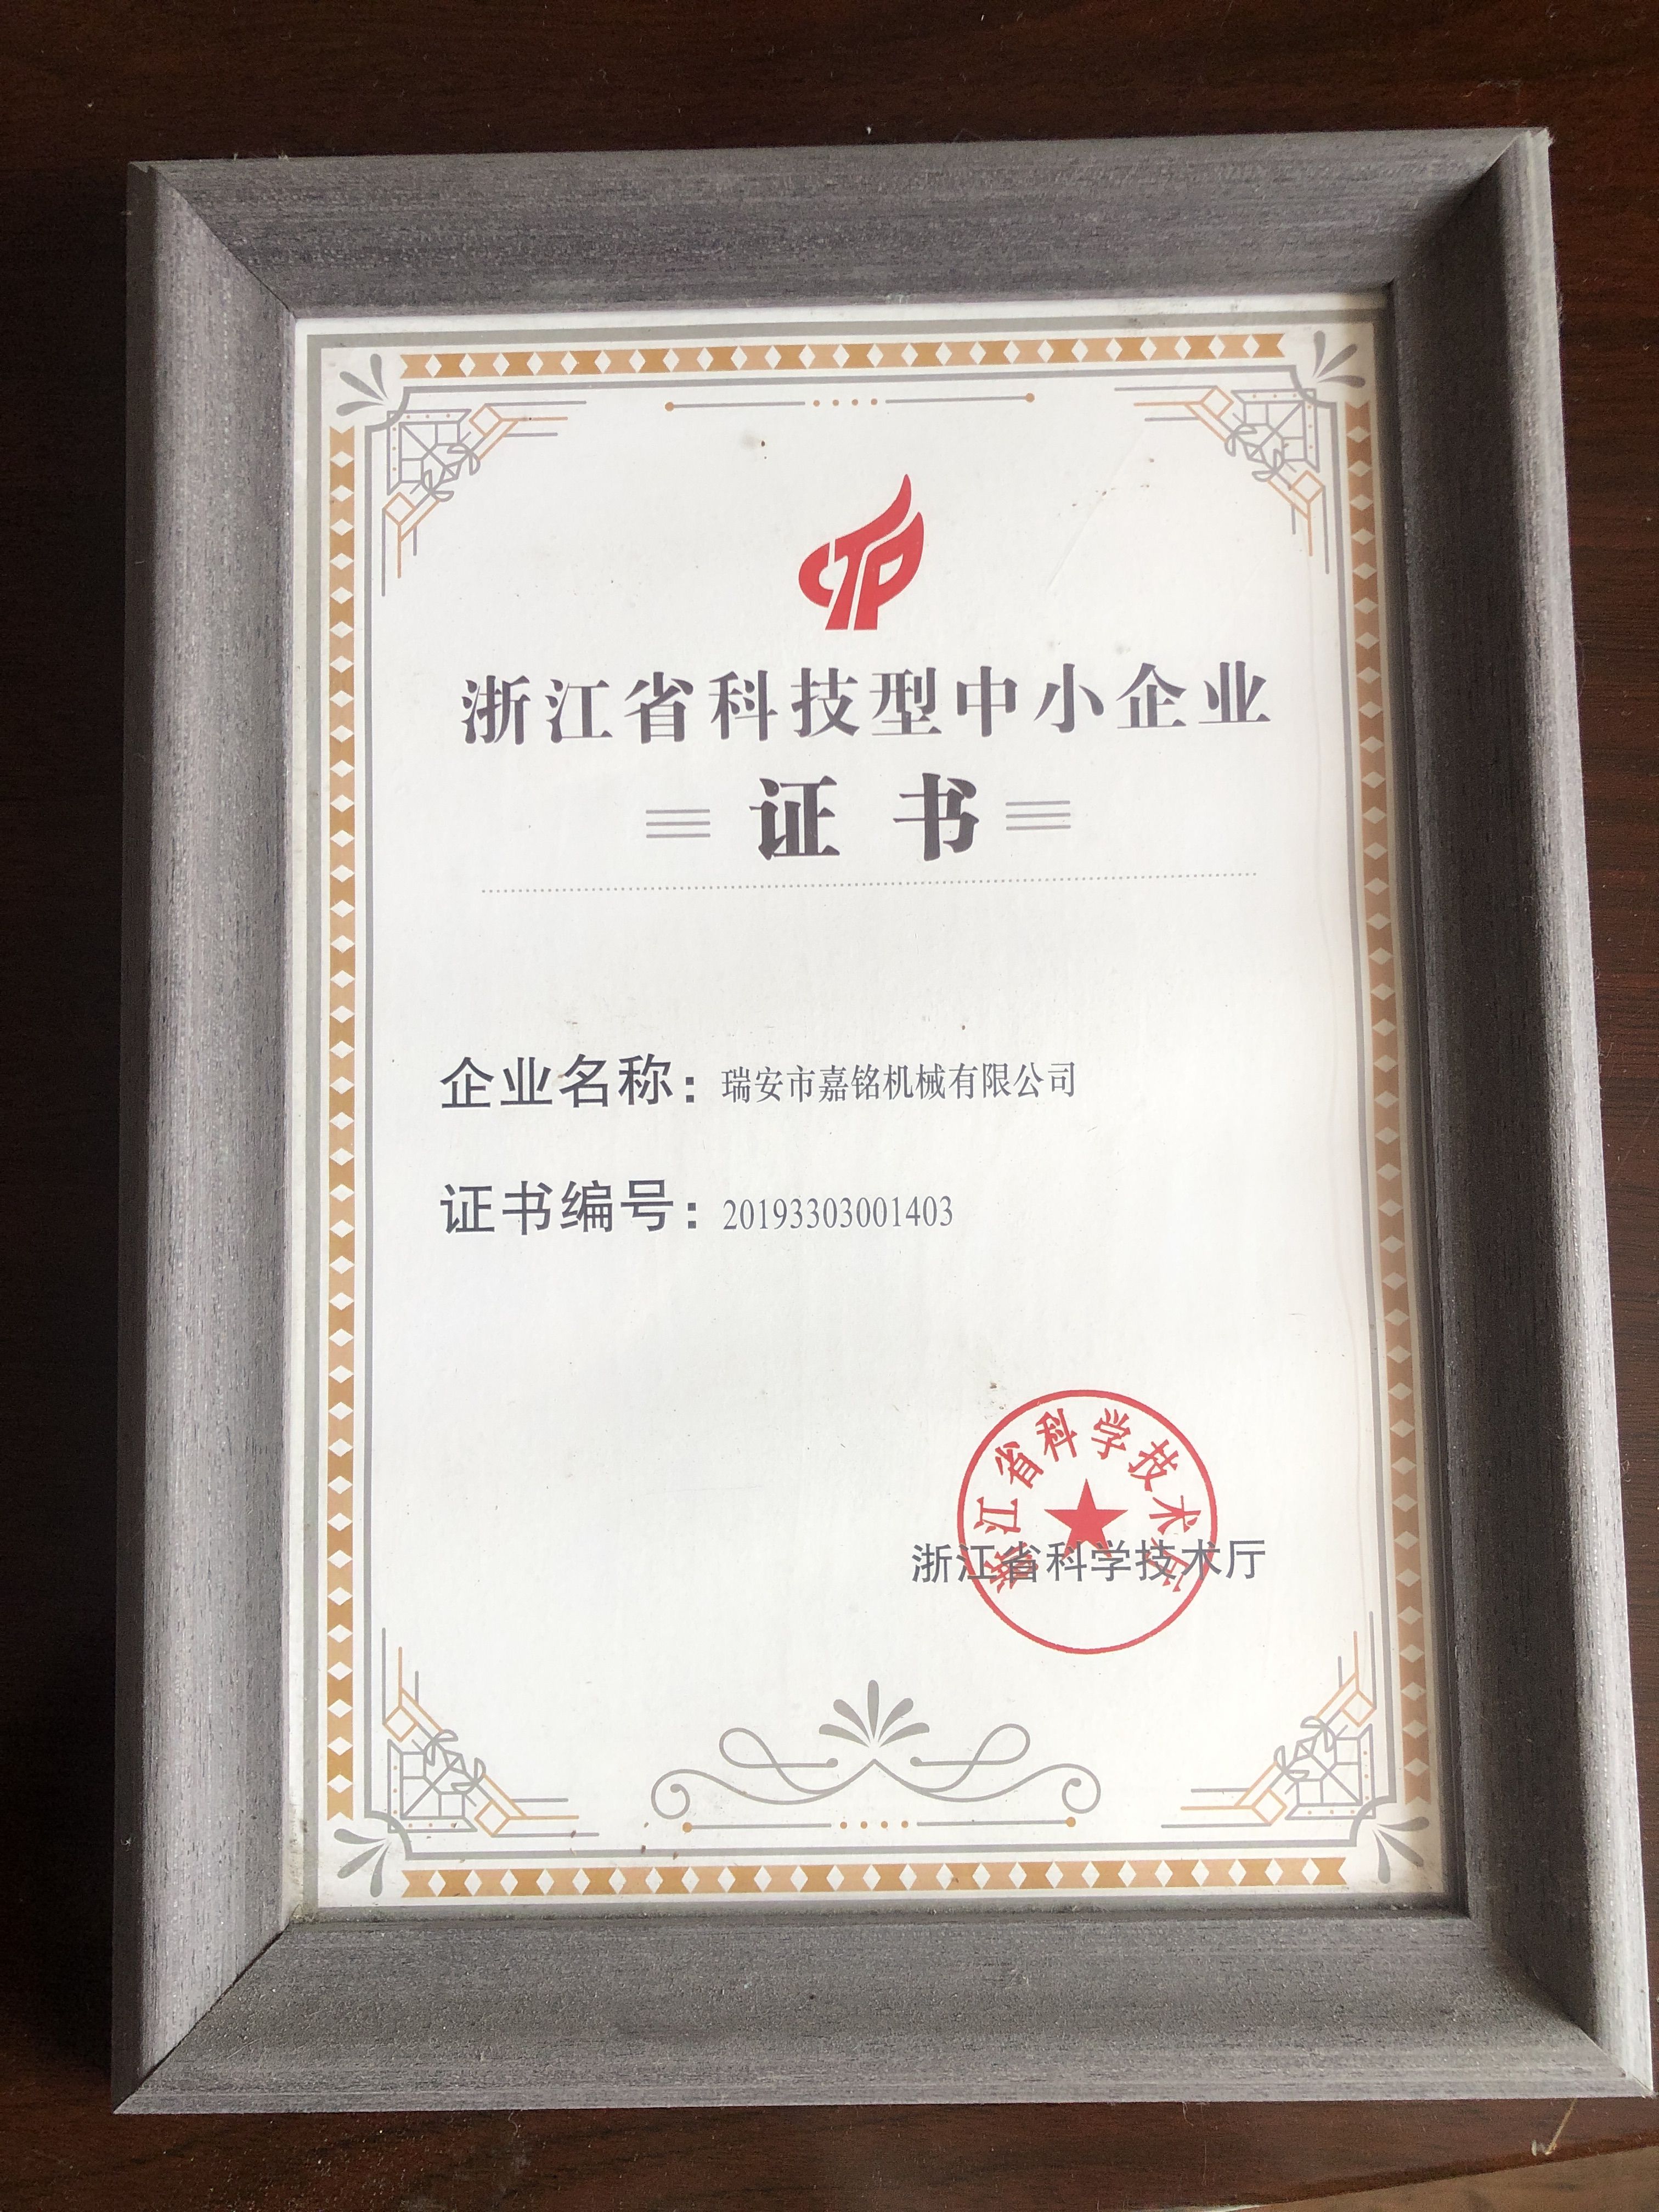 CTP
浙江省科技型中小企业
证书
企业名称：瑞安市嘉铭机械有限公司
证书编号：20193303001403
浙江省科学技术厅
浙江省科学技术厅